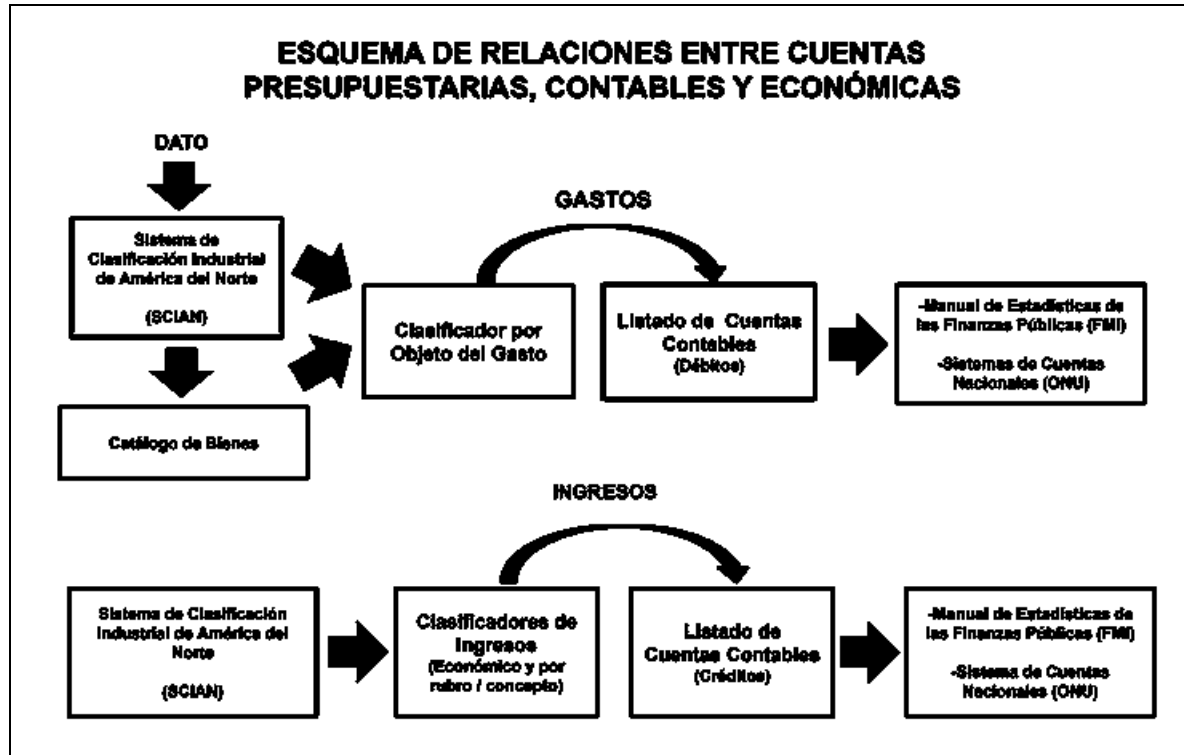 ESQUEMA DE RELACIONES ENTRE CUENTAS
PRESUPUESTARIAS, CONTABLES Y ECONÓMICAS
DATO
GASTOS
Sistema de
Clasificación Industrial
de América del Norte
(SCIAN)
Clasificador por
Objeto del Gasto
Listado de Cuentas
Contables
(Débitos)
-Manual de Estadísticas de
las Finanzas Públicas (FMI)
-Sistemas de Cuentas
Nacionales (ONU)
Catálogo de Bienes
INGRESOS
Sistema de Clasificación
Industrial de América del
Norte
(SCIAN)
Clasificadores de
Ingresos
(Económico y por
rubro / concepto)
Listado de
Cuentas Contables
(Créditos)
-Manual de Estadísticas de
las Finanzas Públicas (FMI)
-Sistema de Cuentas
Nacionales (ONU)